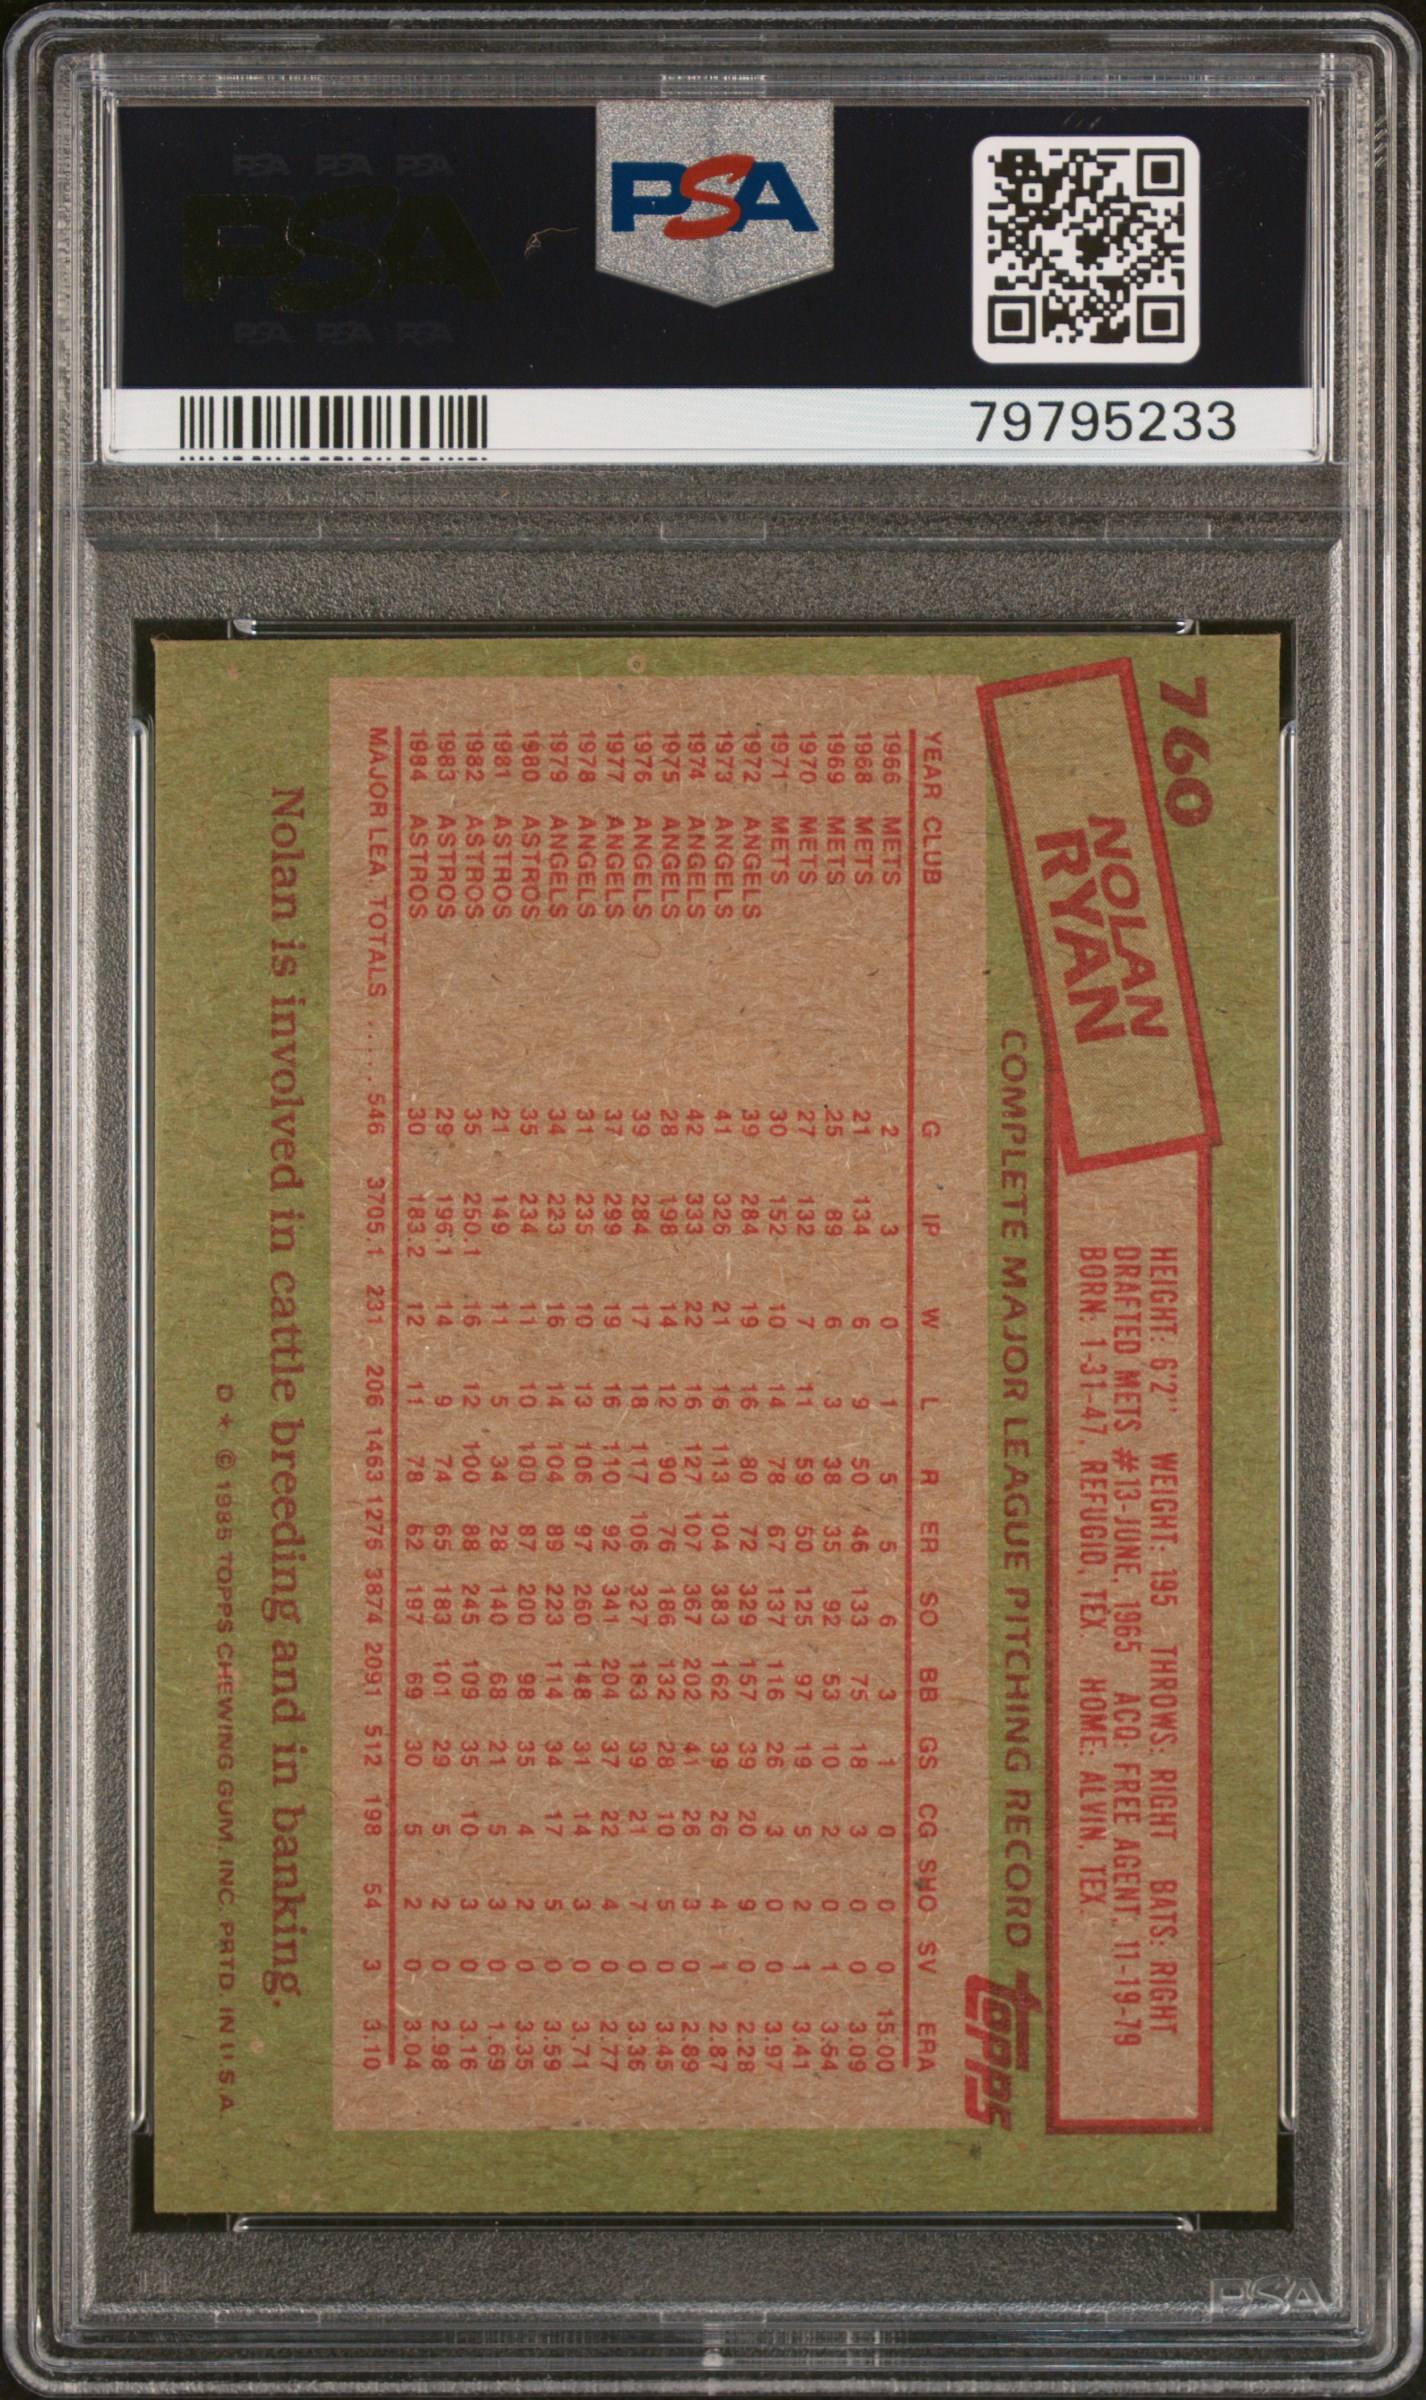 PSA PSA PSA
PSA
PSA PSA PSA
PSA
79795233
760
NOLAN
RYAN
HEIGHT: 6'2" WEIGHT: 195 THROWS: RIGHT BATS: RIGHT
DRAFTED METS #13-JUNE, 1965 ACQ: FREE AGENT, 11-19-79
BORN: 1-31-47, REFUGIO, TEX. HOME: ALVIN, TEX.
COMPLETE MAJOR LEAGUE PITCHING RECORD
topps
YEAR CLUB G IP W L R ER SO BB GS CG SHO SV ERA
1966 METS 2 3 0 1 5 5 6 3 1 0 0 0 15.00
1968 METS 21 134 6 9 50 46 133 75 18 3 0 0 3.09
1969 METS 25 89 6 3 38 35 92 53 10 2 0 1 3.54
1970 METS 27 132 7 11 59 50 125 97 19 5 2 1 3.41
1971 METS 30 152 10 14 78 67 137 116 26 3 0 0 3.97
1972 ANGELS 39 284 19 16 80 72 329 157 39 20 9 0 2.28
1973 ANGELS 41 326 21 16 113 104 383 162 39 26 4 1 2.87
1974 ANGELS 42 333 22 16 127 107 367 202 41 26 3 0 2.89
1975 ANGELS 28 198 14 12 90 76 186 132 28 10 5 0 3.45
1976 ANGELS 39 284 17 18 117 106 327 183 39 21 7 0 3.36
1977 ANGELS 37 299 19 16 110 92 341 204 37 22 4 0 2.77
1978 ANGELS 31 235 10 13 106 97 260 148 31 14 3 0 3.71
1979 ANGELS 34 223 16 14 104 89 223 114 34 17 5 0 3.59
1980 ASTROS 35 234 11 10 100 87 200 98 35 4 2 0 3.35
1981 ASTROS 21 149 11 5 34 28 140 68 21 5 3 0 1.69
1982 ASTROS 35 250.1 16 12 100 88 245 109 35 10 3 0 3.16
1983 ASTROS 29 196.1 14 9 74 65 183 101 29 5 2 0 2.98
1984 ASTROS 30 183.2 12 11 78 62 197 69 30 5 2 0 3.04
MAJOR LEA. TOTALS ..... 546 3705.1 231 206 1463 1276 3874 2091 512 198 54 3 3.10
Nolan is involved in cattle breeding and in banking.
D★ © 1985 TOPPS CHEWING GUM, INC. PRTD. IN U.S.A.
PSA